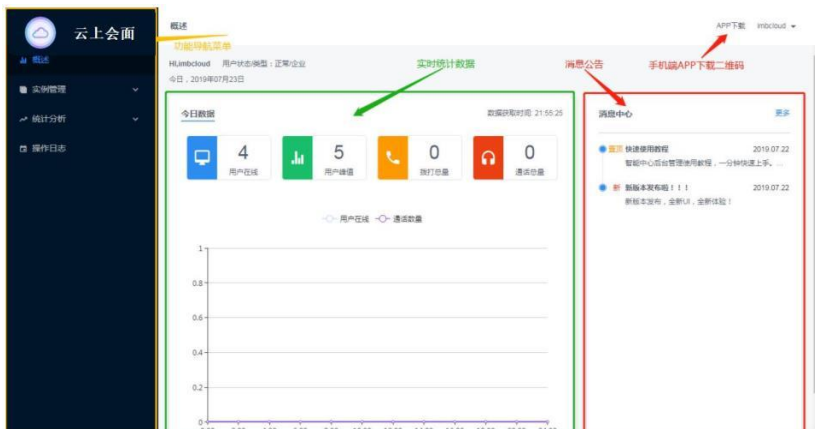 云上会面
概述
实例管理
统计分析
操作日志
概述
APP下载 imbcloud
功能导航菜单
Hi,imbcloud 用户状态/类型：正常/企业
今日，2019年07月23日
实时统计数据
消息公告
手机端APP下载二维码
今日数据
数据获取时间: 21:55:25
4
用户在线
5
用户峰值
0
拨打总量
0
通话总量
用户在线 通话数量
1
0.8
0.6
0.4
0.2
0
消息中心 更多
置顶 快速使用教程 2019.07.22
智能中心后台管理使用教程，一分钟快速上手。...
新 新版本发布啦！！！ 2019.07.22
新版本发布，全新UI，全新体验！